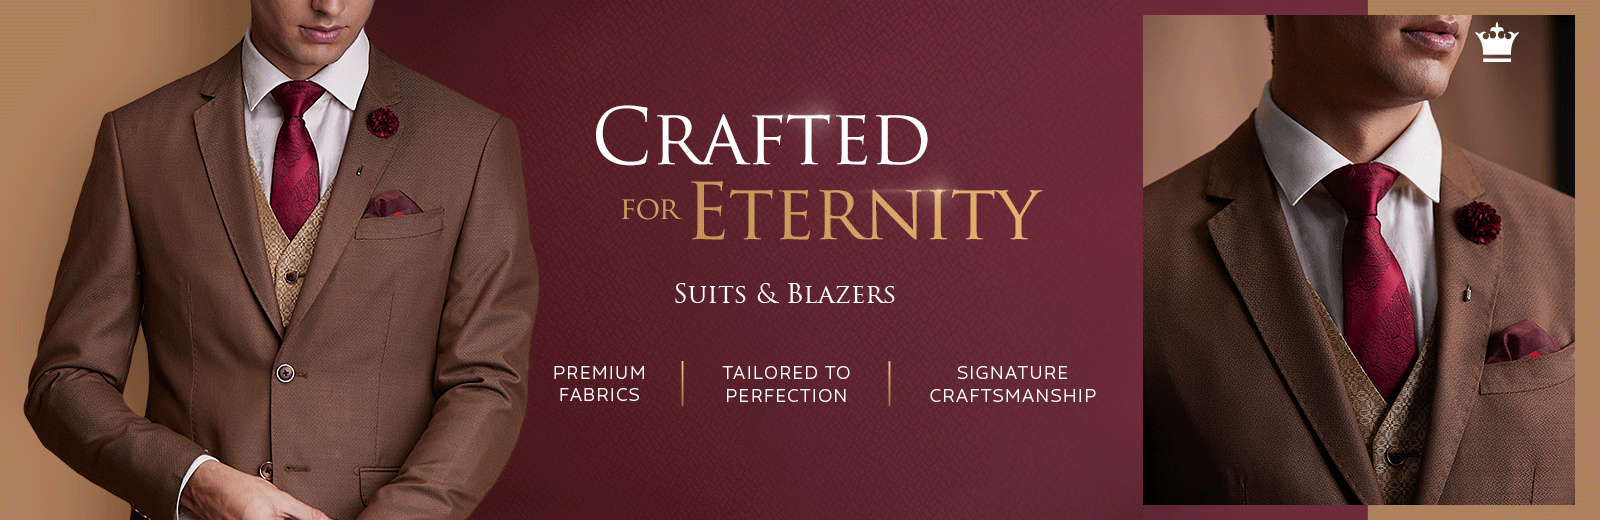 CRAFTED
FOR ETERNITY
SUITS & BLAZERS
PREMIUM
FABRICS
TAILORED TO
PERFECTION
SIGNATURE
CRAFTSMANSHIP